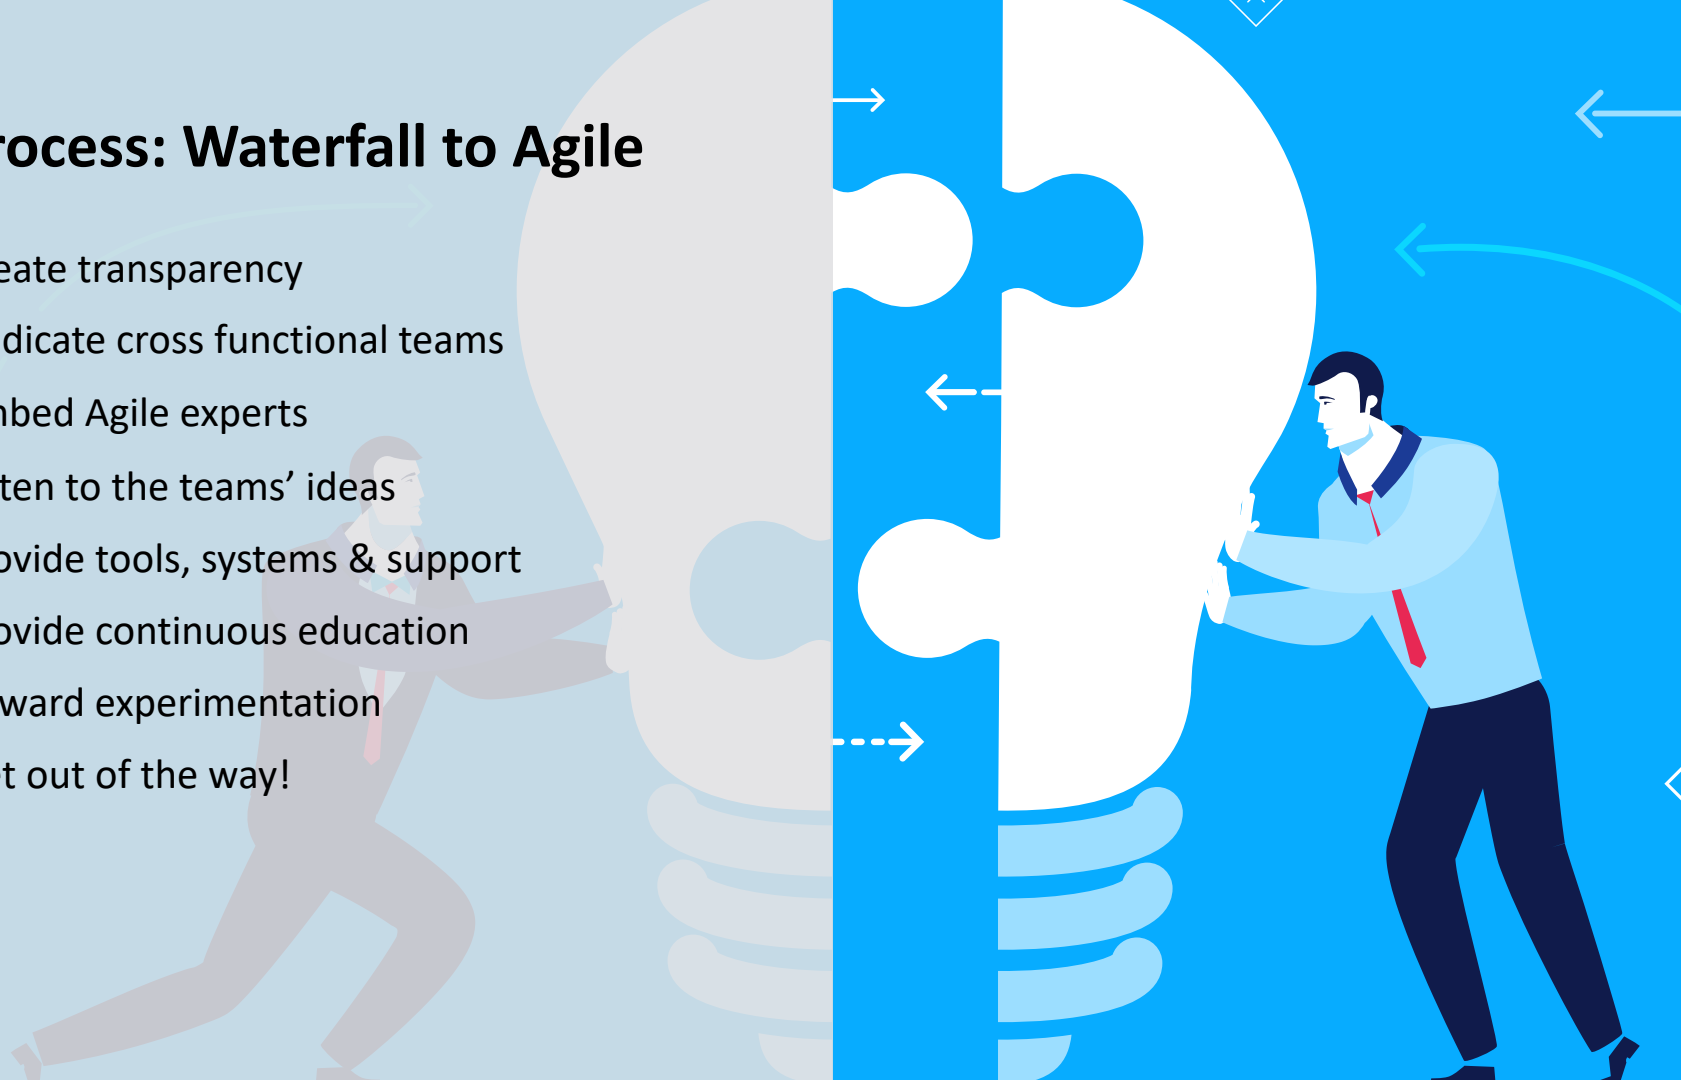 rocess: Waterfall to Agile
eate transparency
dicate cross functional teams
nbed Agile experts
ten to the teams’ ideas
ovide tools, systems & support
ovide continuous education
ward experimentation
t out of the way!